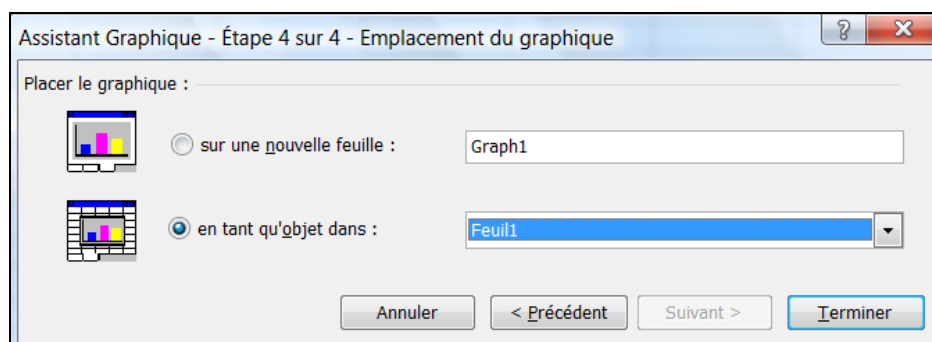 Assistant Graphique - Étape 4 sur 4 - Emplacement du graphique
Placer le graphique :
sur une nouvelle feuille : Graph1
en tant qu'objet dans : Feuil1
Annuler < Précédent Suivant > Terminer